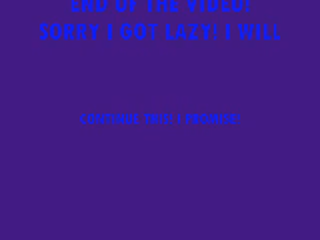 END OF THE VIDEO!
SORRY I GOT LAZY! I WILL
CONTINUE THIS! I PROMISE!